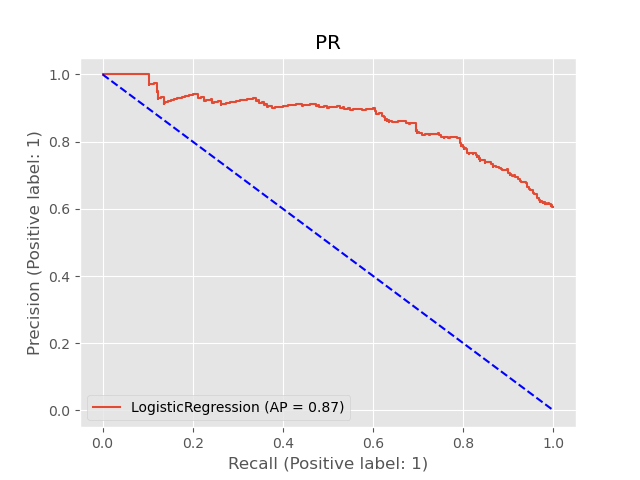 PR
Precision (Positive label: 1)
1.0
0.8
0.6
0.4
0.2
0.0
LogisticRegression (AP = 0.87)
0.0 0.2 0.4 0.6 0.8 1.0
Recall (Positive label: 1)